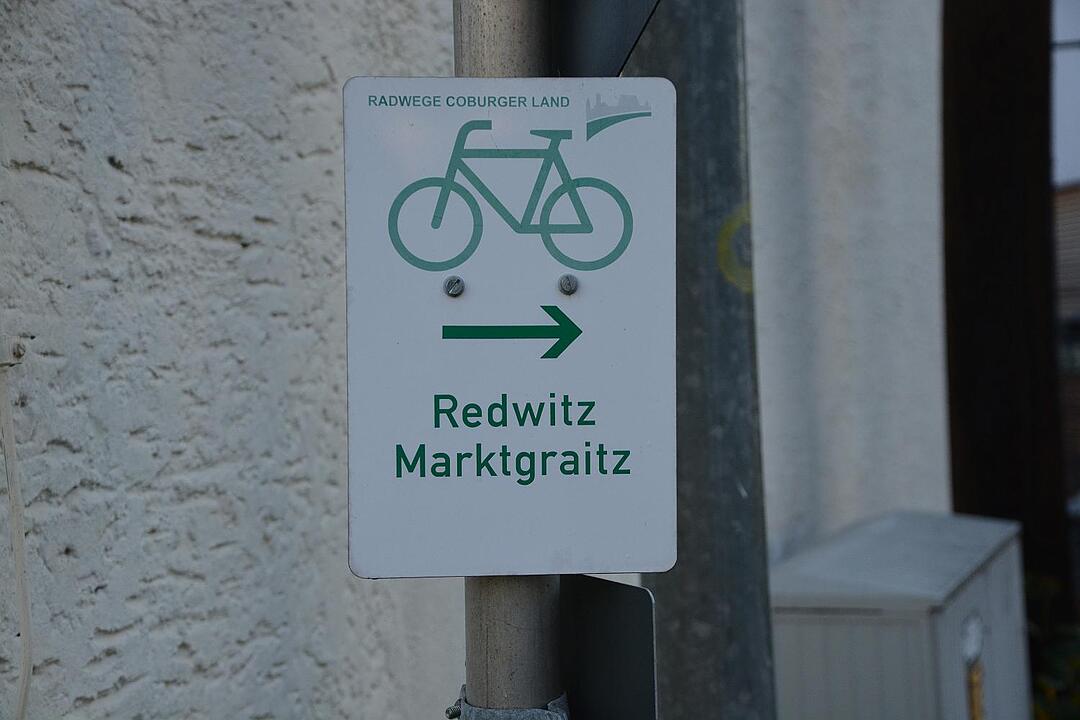 RADWEGE COBURGER LAND
Redwitz
Marktgraitz